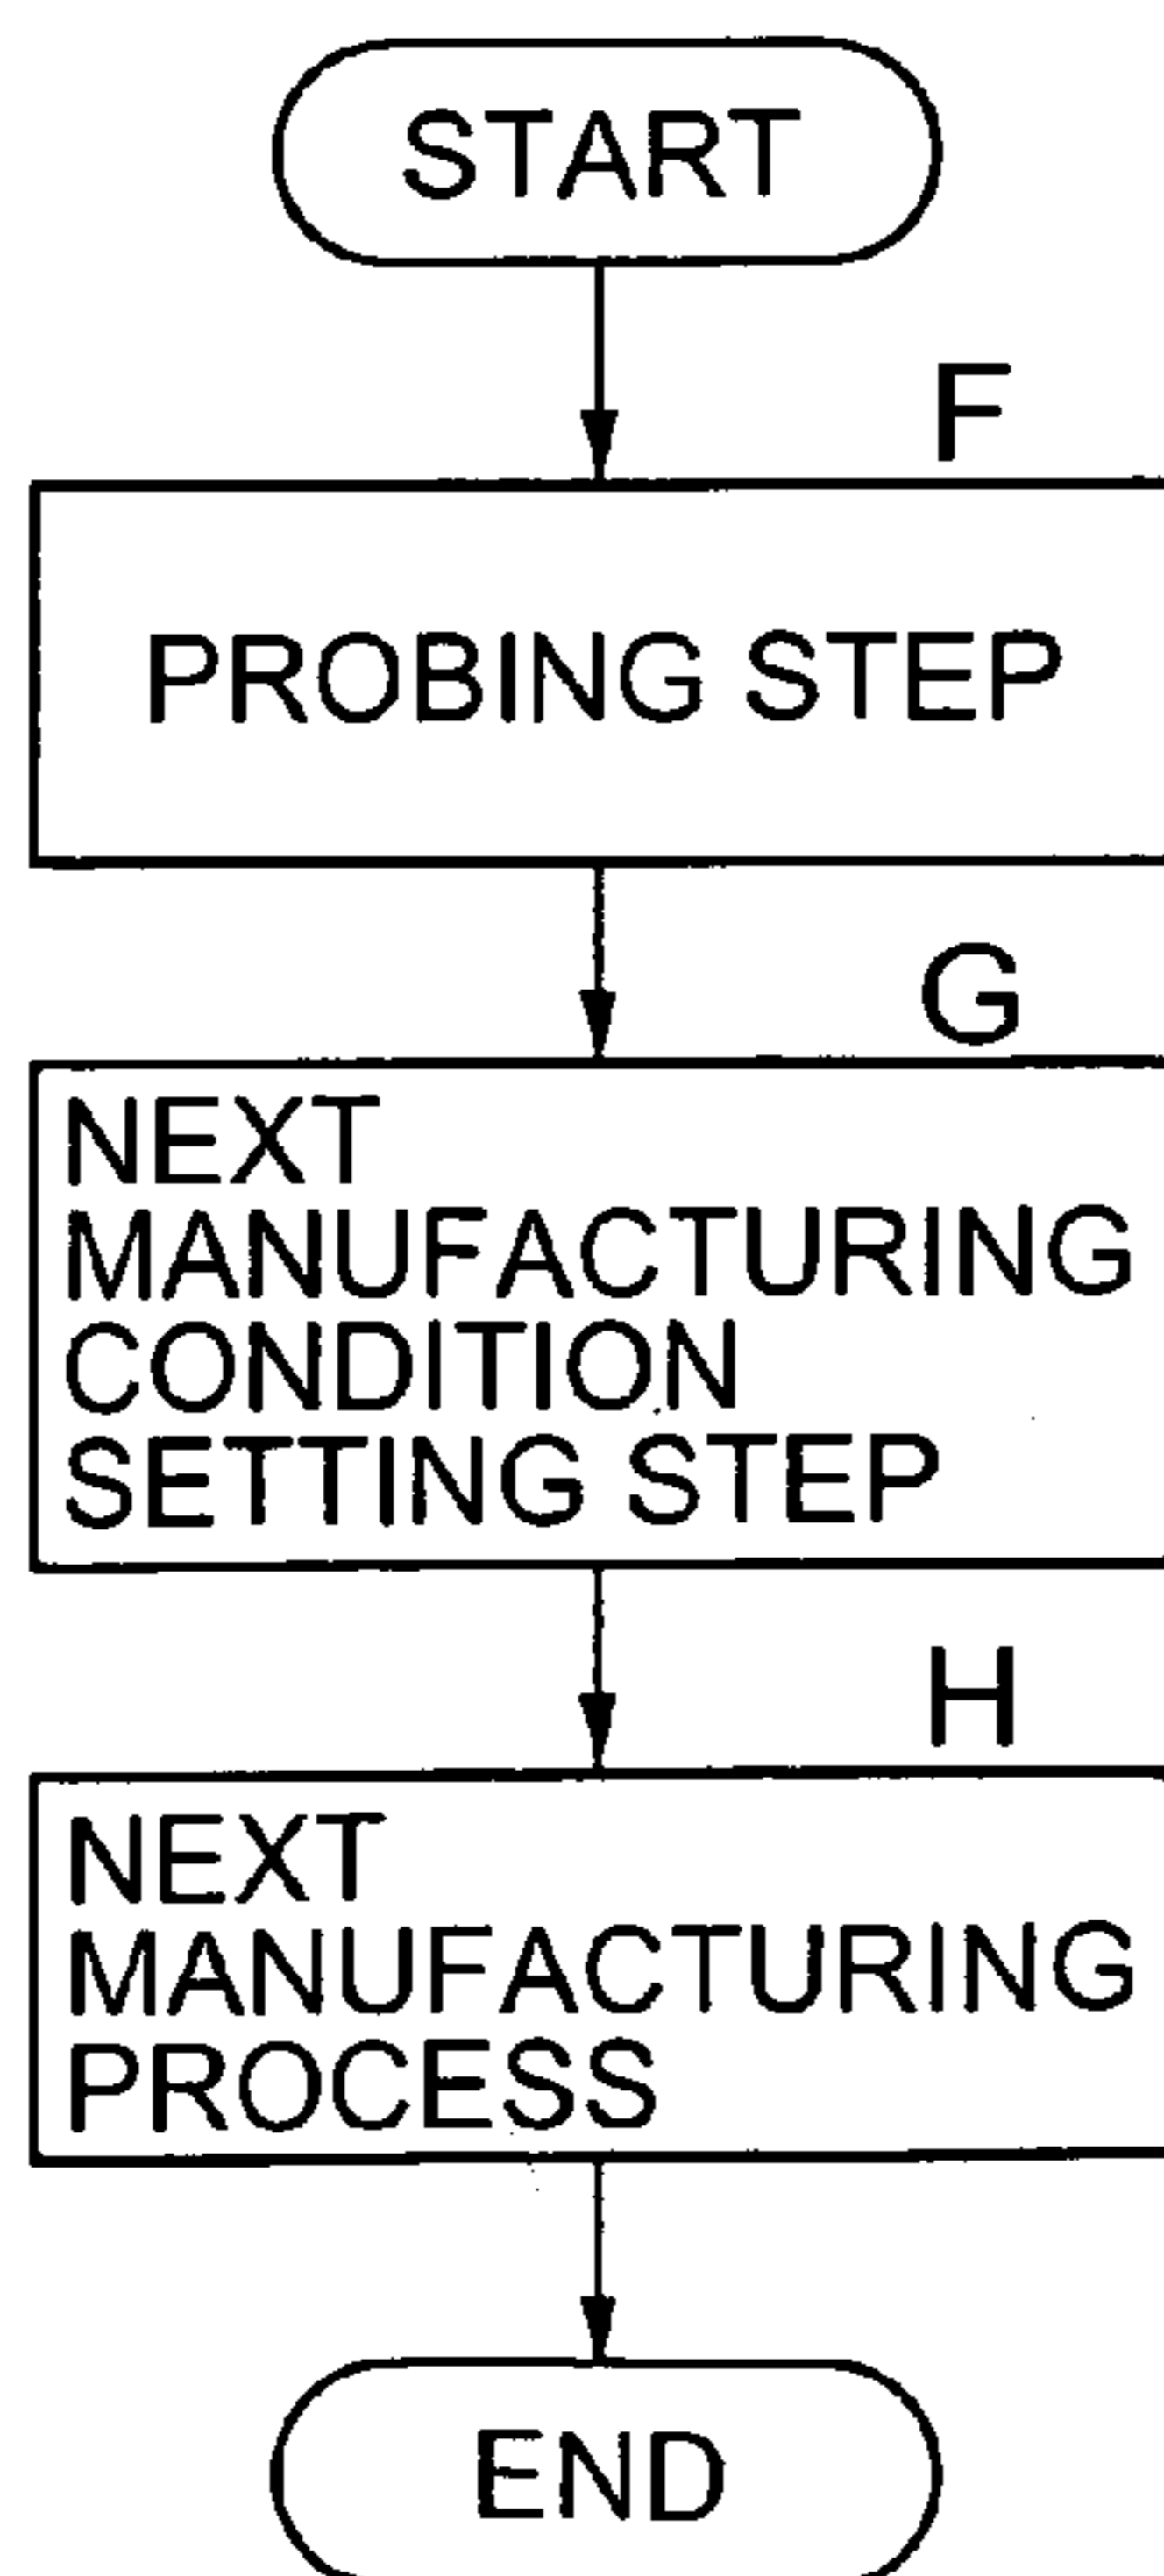 START
F
PROBING STEP
G
NEXT
MANUFACTURING
CONDITION
SETTING STEP
H
NEXT
MANUFACTURING
PROCESS
END